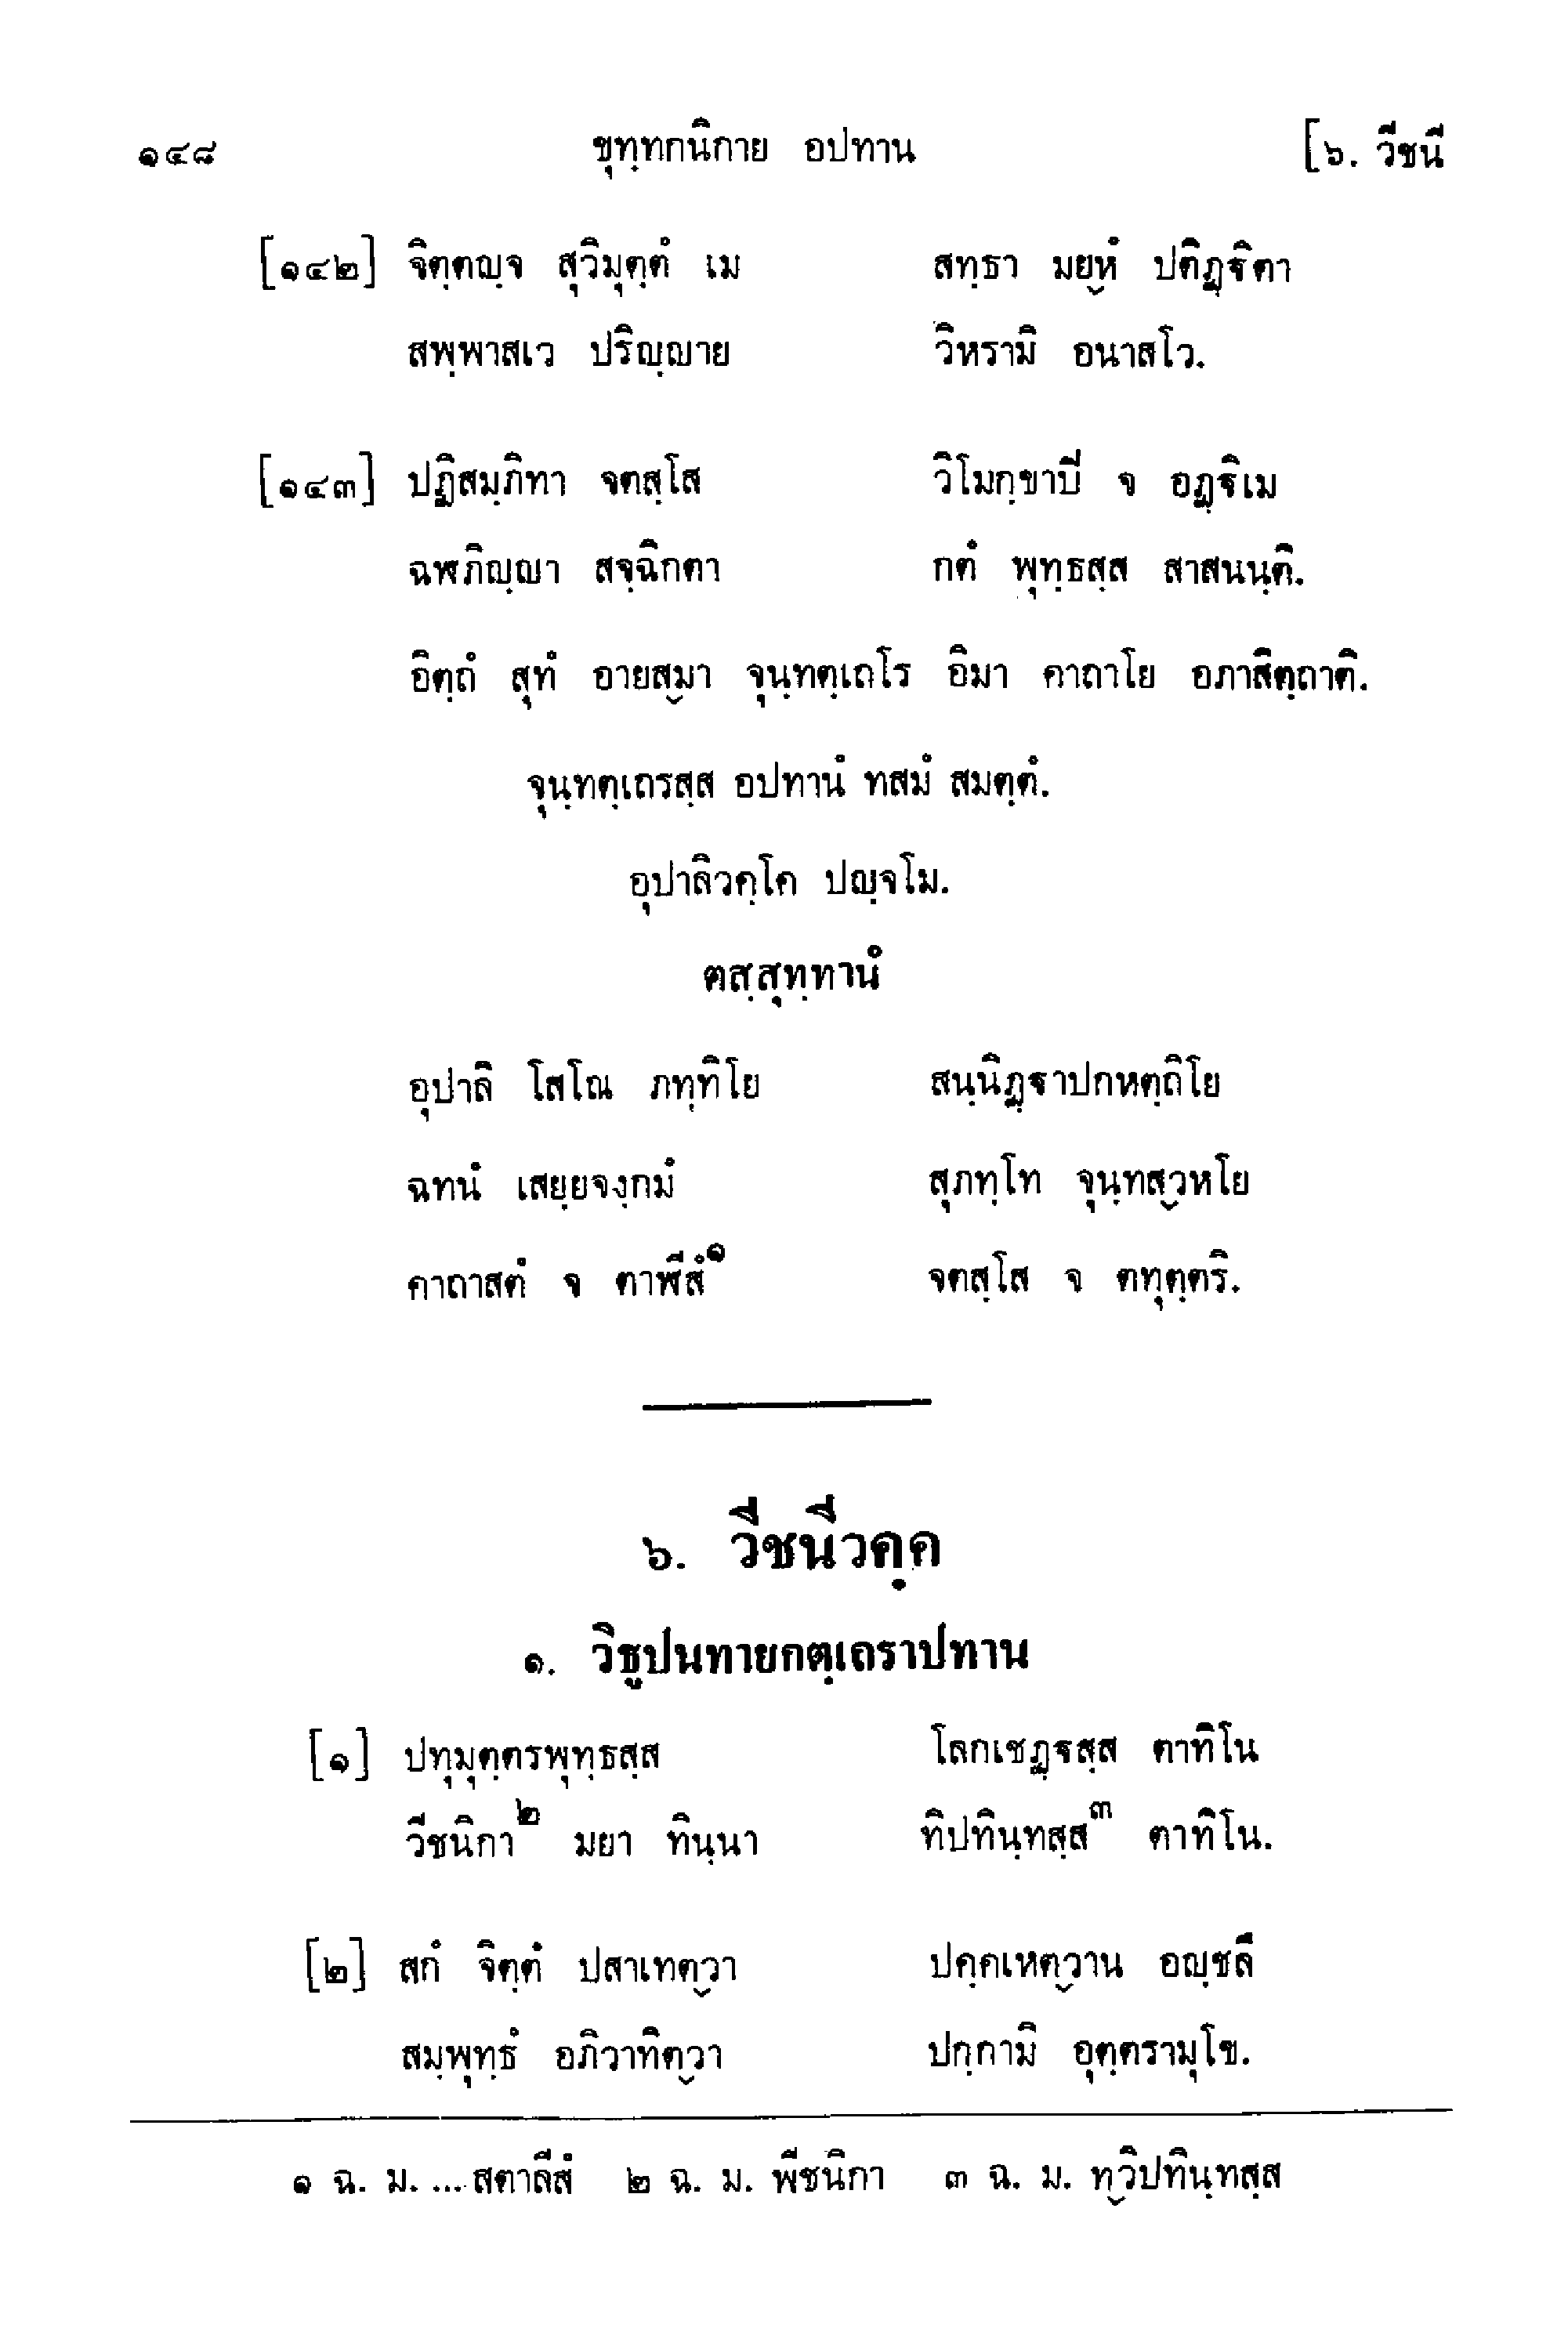 ๑๔๘ ขุทฺทกนิกาย อปทาน [๖. วีชนี
[๑๔๒] จิตฺตญฺจ สุวิมุตฺตํ เม สทฺธา มยฺหํ ปติฏฺฐิตา
สพฺพาสเว ปริญฺญาย วิหรามิ อนาสโว.
[๑๔๓] ปฏิสมฺภิทา จตสฺโส วิโมกฺขาปิ จ อฏฺฐิเม
ฉฬภิญฺญา สจฺฉิกตา กตํ พุทฺธสฺส สาสนนฺติ.
อิตฺถํ สุทํ อายสฺมา จุนฺทตฺเถโร อิมา คาถาโย อภาสิตฺถาติ.
จุนฺทตฺเถรสฺส อปทานํ ทสมํ สมตฺตํ.
อุปาลิวคฺโค ปญฺจโม.
ตสฺสุทฺทานํ
อุปาลิ โสโณ ภทฺทิโย สนฺนิฏฺฐาปกหตฺถิโย
ฉทนํ เสยฺยจงฺกมํ สุภทฺโท จุนฺทสฺวหโย
คาถาสตํ จ ตาฬีสํ๑ จตสฺโส จ ตทุตฺตริ.
๖. วีชนีวคฺค
๑. วิธูปนทายกตฺเถราปทาน
[๑] ปทุมุตฺตรพุทฺธสฺส โลกเชฏฺฐสฺส ตาทิโน
วีชนิกา๒ มยา ทินฺนา ทิปทินฺทสฺส๓ ตาทิโน.
[๒] สกํ จิตฺตํ ปสาเทตฺวา ปคฺคเหตฺวาน อญฺชลึ
สมฺพุทฺธํ อภิวาทิตฺวา ปกฺกามิ อุตฺตรามุโข.
๑ ฉ. ม. ...สตาลีสํ ๒ ฉ. ม. พีชนิกา ๓ ฉ. ม. ทฺวิปทินฺทสฺส